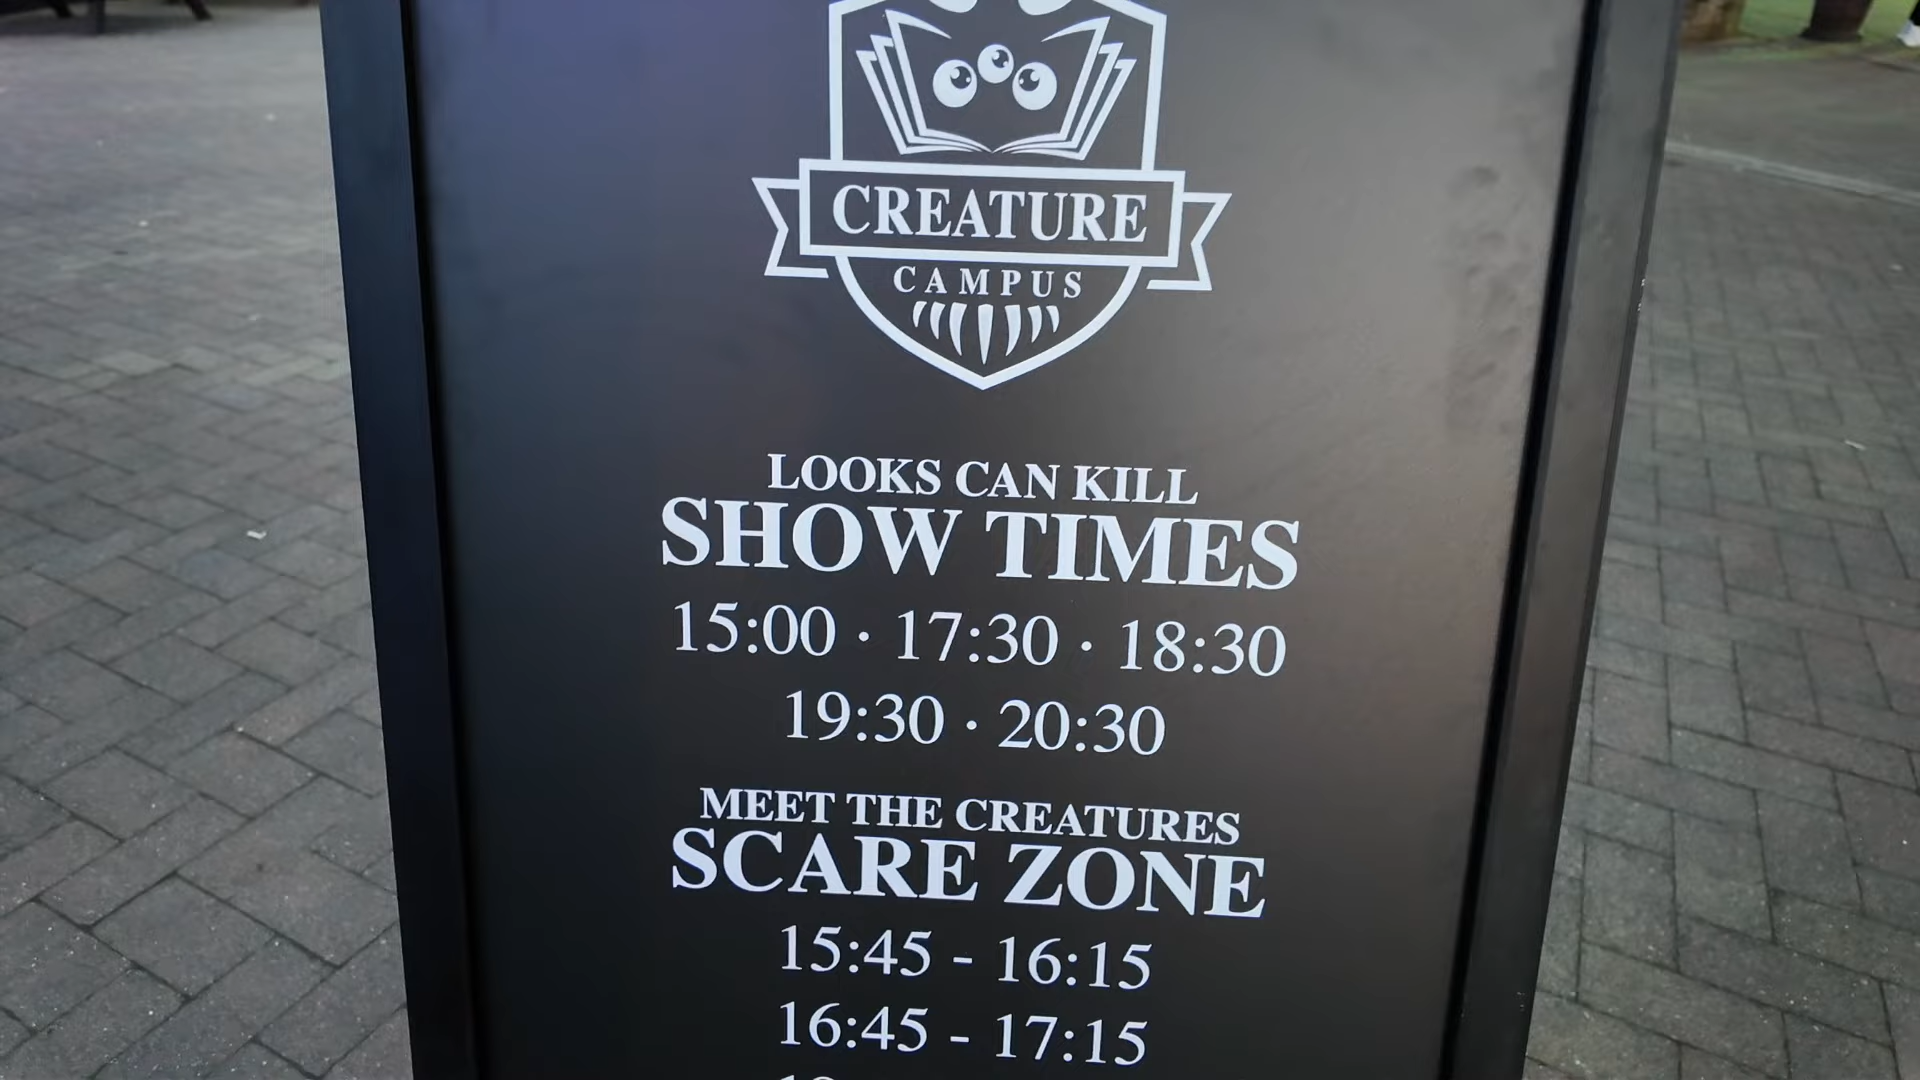 CREATURE
CAMPUS
LOOKS CAN KILL
SHOW TIMES
15:00 · 17:30 · 18:30
19:30 · 20:30
MEET THE CREATURES
SCARE ZONE
15:45 - 16:15
16:45 - 17:15